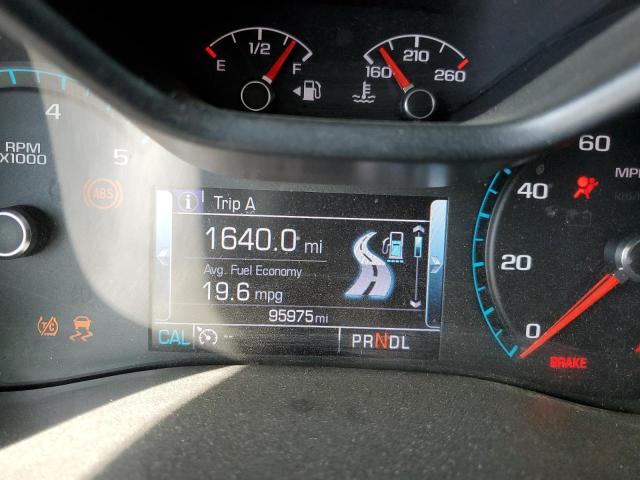 1/2
E
F
210
160
260
4
5
RPM
X1000
ABS
i Trip A
1640.0 mi
Avg. Fuel Economy
19.6 mpg
95975 mi
CAL
--
PRNDL
T/C
60
MP
40
20
0
BRAKE